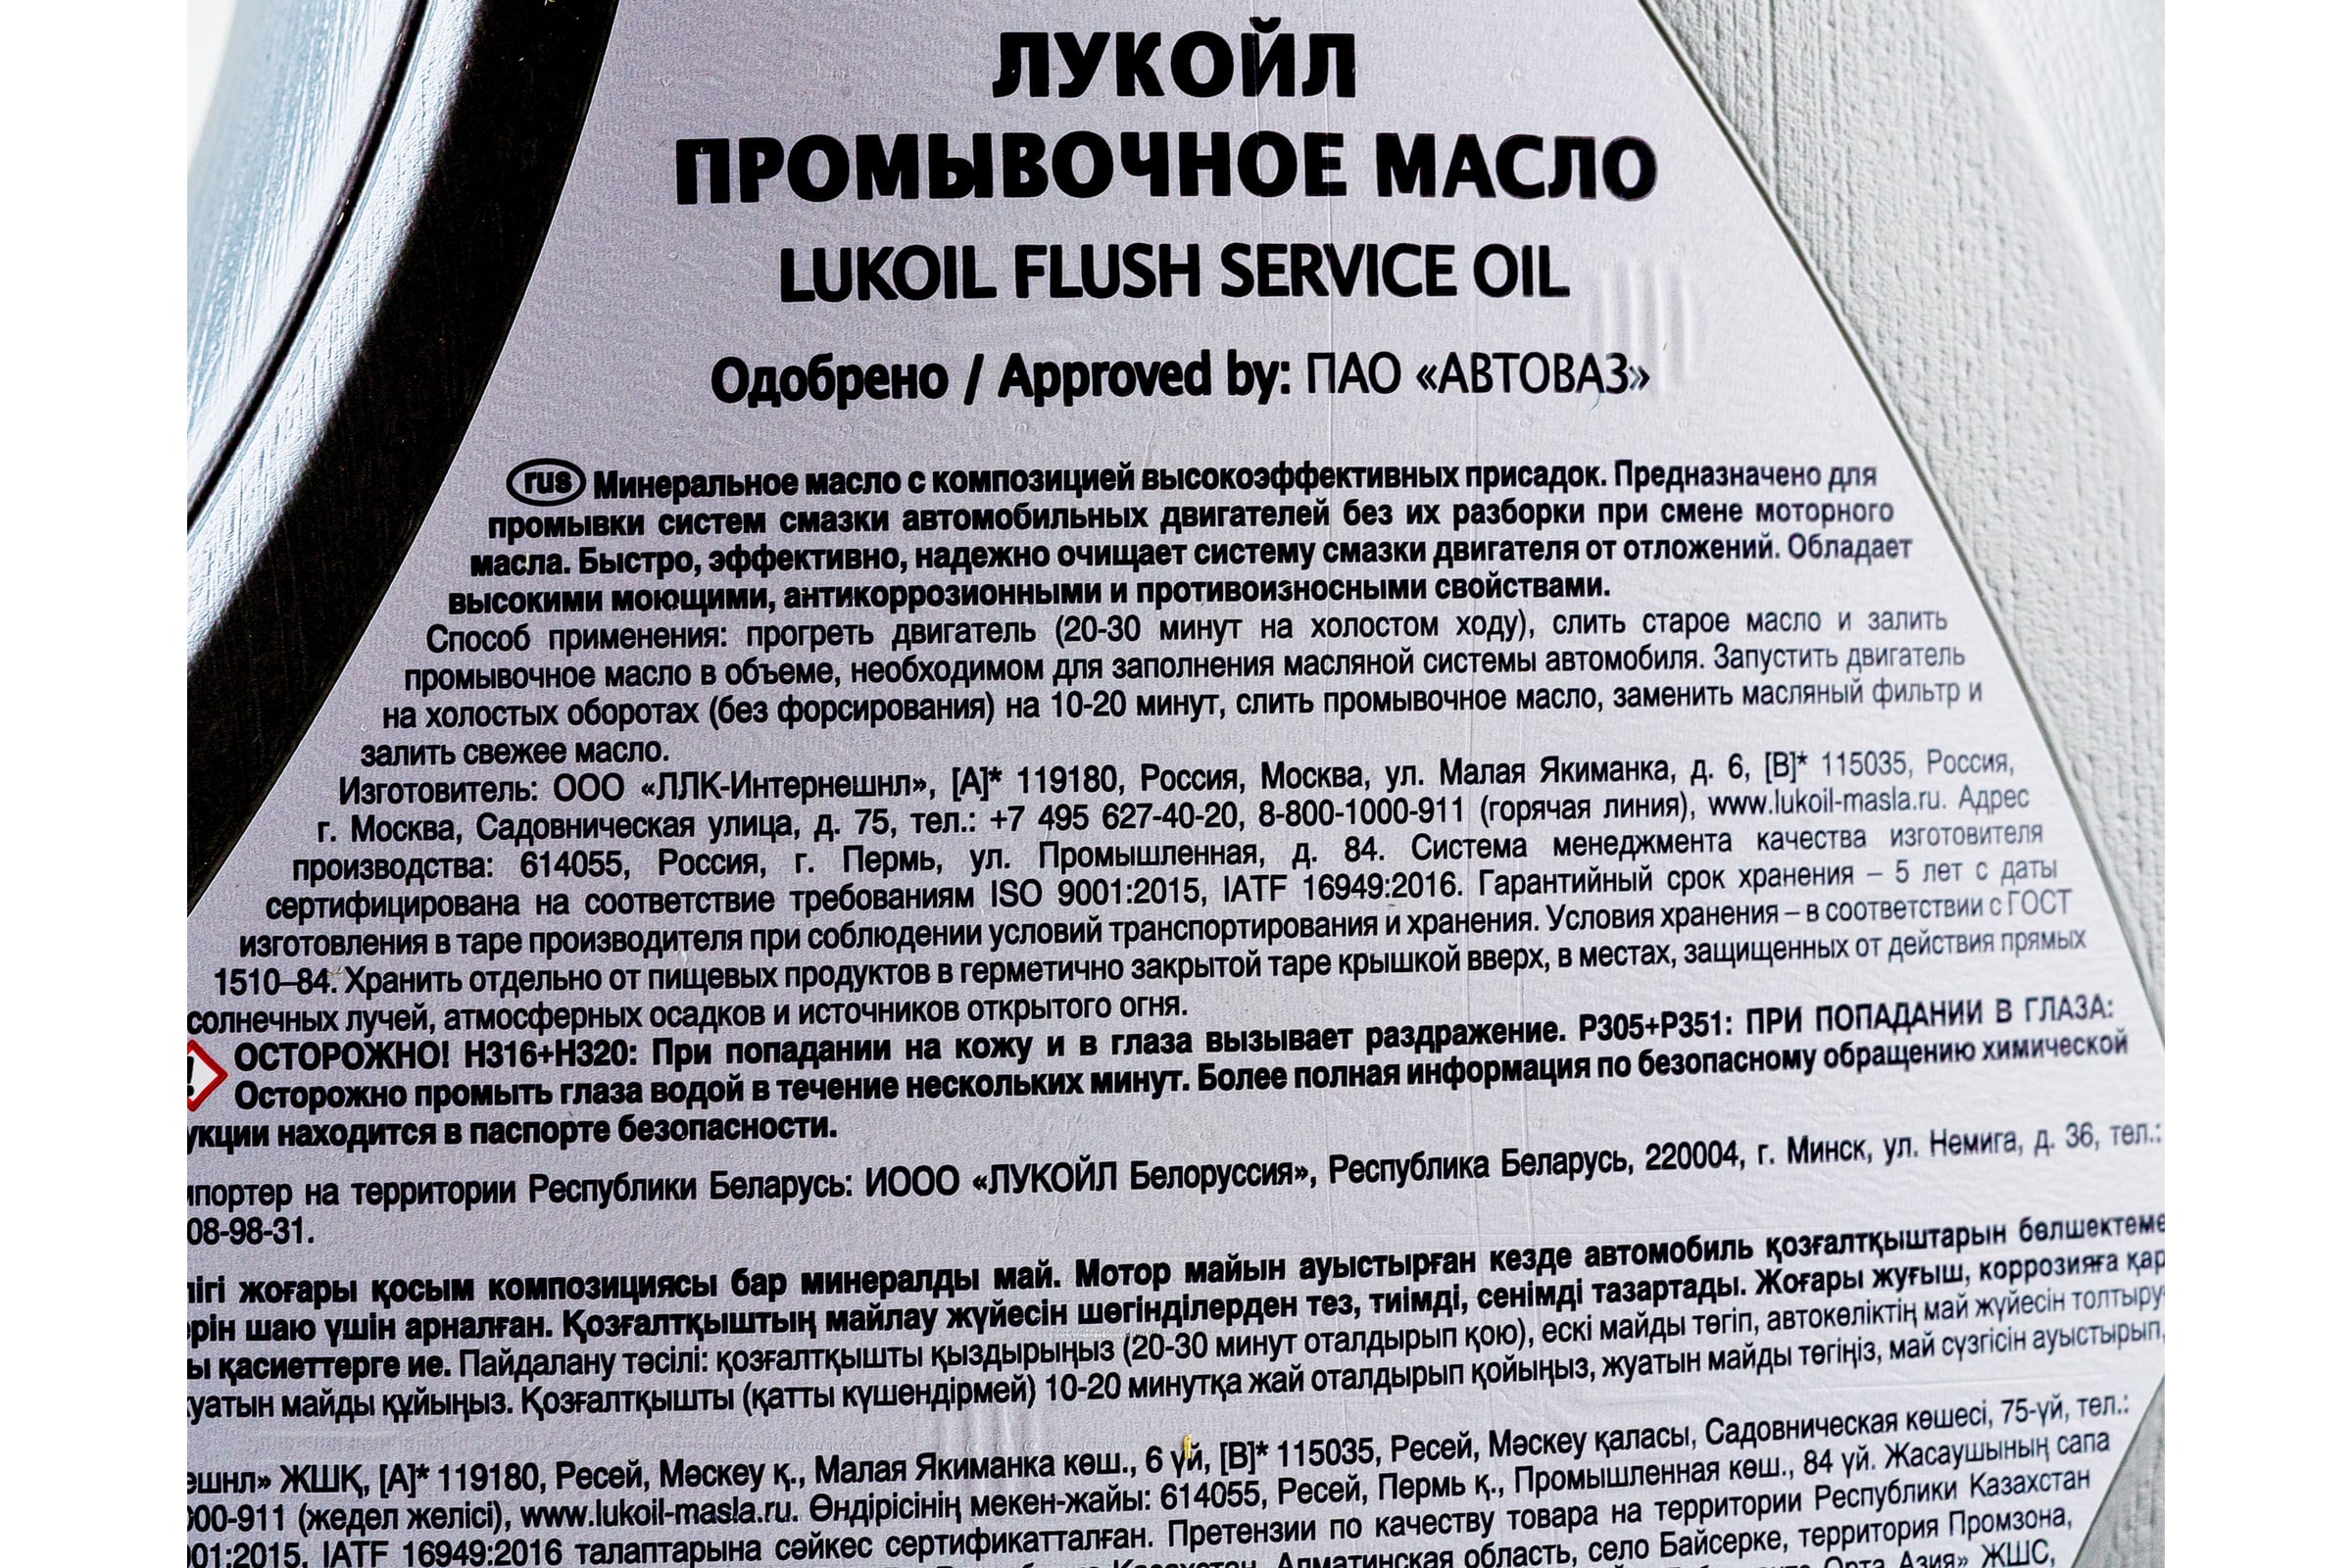 ЛУКОЙЛ
ПРОМЫВОЧНОЕ МАСЛО
LUKOIL FLUSH SERVICE OIL
Одобрено / Approved by: ПАО «АВТОВАЗ»
rus Минеральное масло с композицией высокоэффективных присадок. Предназначено для
промывки систем смазки автомобильных двигателей без их разборки при смене моторного
масла. Быстро, эффективно, надежно очищает систему смазки двигателя от отложений. Обладает
высокими моющими, антикоррозионными и противоизносными свойствами.
Способ применения: прогреть двигатель (20-30 минут на холостом ходу), слить старое масло и залить
промывочное масло в объеме, необходимом для заполнения масляной системы автомобиля. Запустить двигатель
на холостых оборотах (без форсирования) на 10-20 минут, слить промывочное масло, заменить масляный фильтр и
залить свежее масло.
Изготовитель: ООО «ЛЛК-Интернешнл», [A]* 119180, Россия, Москва, ул. Малая Якиманка, д. 6, [B]* 115035, Россия,
г. Москва, Садовническая улица, д. 75, тел.: +7 495 627-40-20, 8-800-1000-911 (горячая линия), www.lukoil-masla.ru. Адрес
производства: 614055, Россия, г. Пермь, ул. Промышленная, д. 84. Система менеджмента качества изготовителя
сертифицирована на соответствие требованиям ISO 9001:2015, IATF 16949:2016. Гарантийный срок хранения – 5 лет с даты
изготовления в таре производителя при соблюдении условий транспортирования и хранения. Условия хранения – в соответствии с ГОСТ
1510–84. Хранить отдельно от пищевых продуктов в герметично закрытой таре крышкой вверх, в местах, защищенных от действия прямых
солнечных лучей, атмосферных осадков и источников открытого огня.
ОСТОРОЖНО! H316+H320: При попадании на кожу и в глаза вызывает раздражение. P305+P351: ПРИ ПОПАДАНИИ В ГЛАЗА:
Осторожно промыть глаза водой в течение нескольких минут. Более полная информация по безопасному обращению химической
укции находится в паспорте безопасности.
мпортер на территории Республики Беларусь: ИООО «ЛУКОЙЛ Белоруссия», Республика Беларусь, 220004, г. Минск, ул. Немига, д. 36, тел.:
08-98-31.
жоғары қосым композициясы бар минералды май. Мотор майын ауыстырған кезде автомобиль қозғалтқыштарын бөлшектеме
рін шаю үшін арналған. Қозғалтқыштың майлау жүйесін шөгінділерден тез, тиімді, сенімді тазартады. Жоғары жуғыш, коррозияға қар
ы қасиеттерге ие. Пайдалану тәсілі: қозғалтқышты қыздырыңыз (20-30 минут оталдырып қою), ескі майды төгіп, автокөліктің май жүйесін толтыру
уатын майды құйыңыз. Қозғалтқышты (қатты күшендірмей) 10-20 минутқа жай оталдырып қойыңыз, жуатын майды төгіңіз, май сүзгісін ауыстырып,
ешнл» ЖШҚ, [A]* 119180, Ресей, Мәскеу қ., Малая Якиманка көш., 6 үй, [B]* 115035, Ресей, Мәскеу қаласы, Садовническая көшесі, 75-үй, тел.:
00-911 (жедел желісі), www.lukoil-masla.ru. Өндірісінің мекен-жайы: 614055, Ресей, Пермь қ., Промышленная көш., 84 үй. Жасаушының сапа
01:2015, IATF 16949:2016 талаптарына сәйкес сертификатталған. Претензии по качеству товара на территории Республики Казахстан
Казахстан, Алматинская область, село Байсерке, территория Промзона,
Орта Азия» ЖШС,